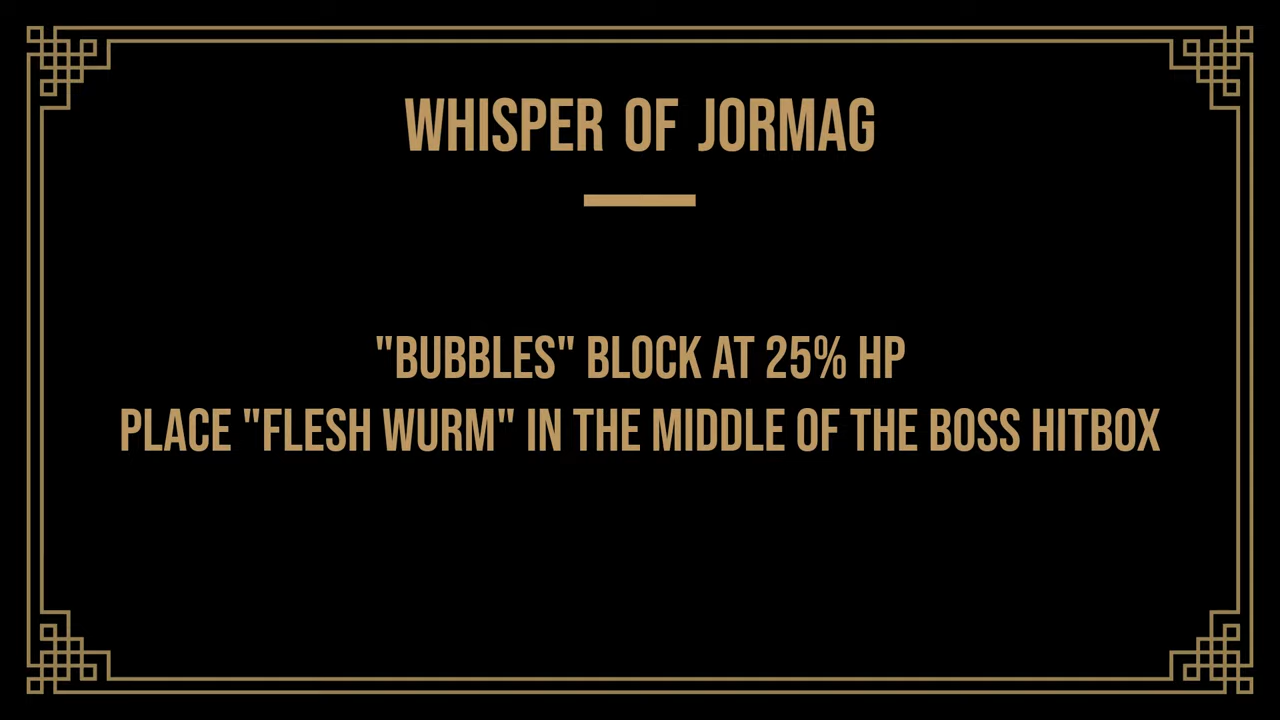 WHISPER OF JORMAG
"BUBBLES" BLOCK AT 25% HP
PLACE "FLESH WURM" IN THE MIDDLE OF THE BOSS HITBOX